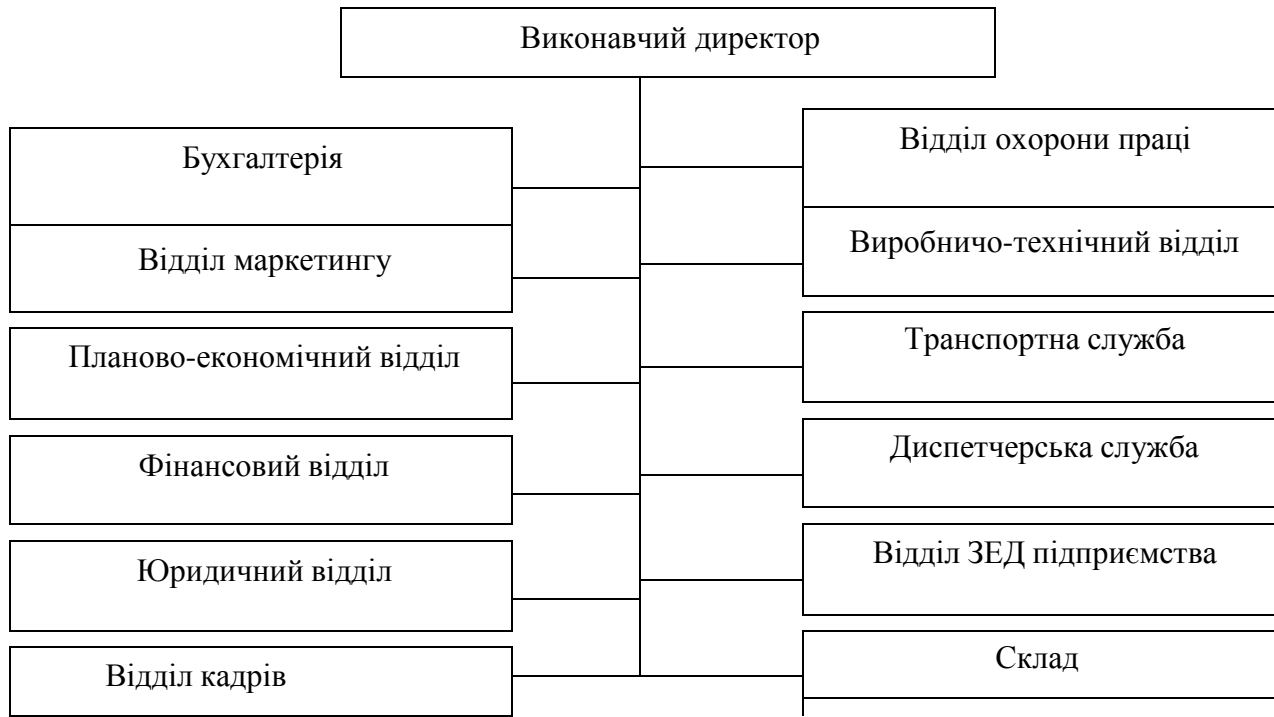 Виконавчий директор
Бухгалтерія
Відділ маркетингу
Планово-економічний відділ
Фінансовий відділ
Юридичний відділ
Відділ кадрів
Відділ охорони праці
Виробничо-технічний відділ
Транспортна служба
Диспетчерська служба
Відділ ЗЕД підприємства
Склад